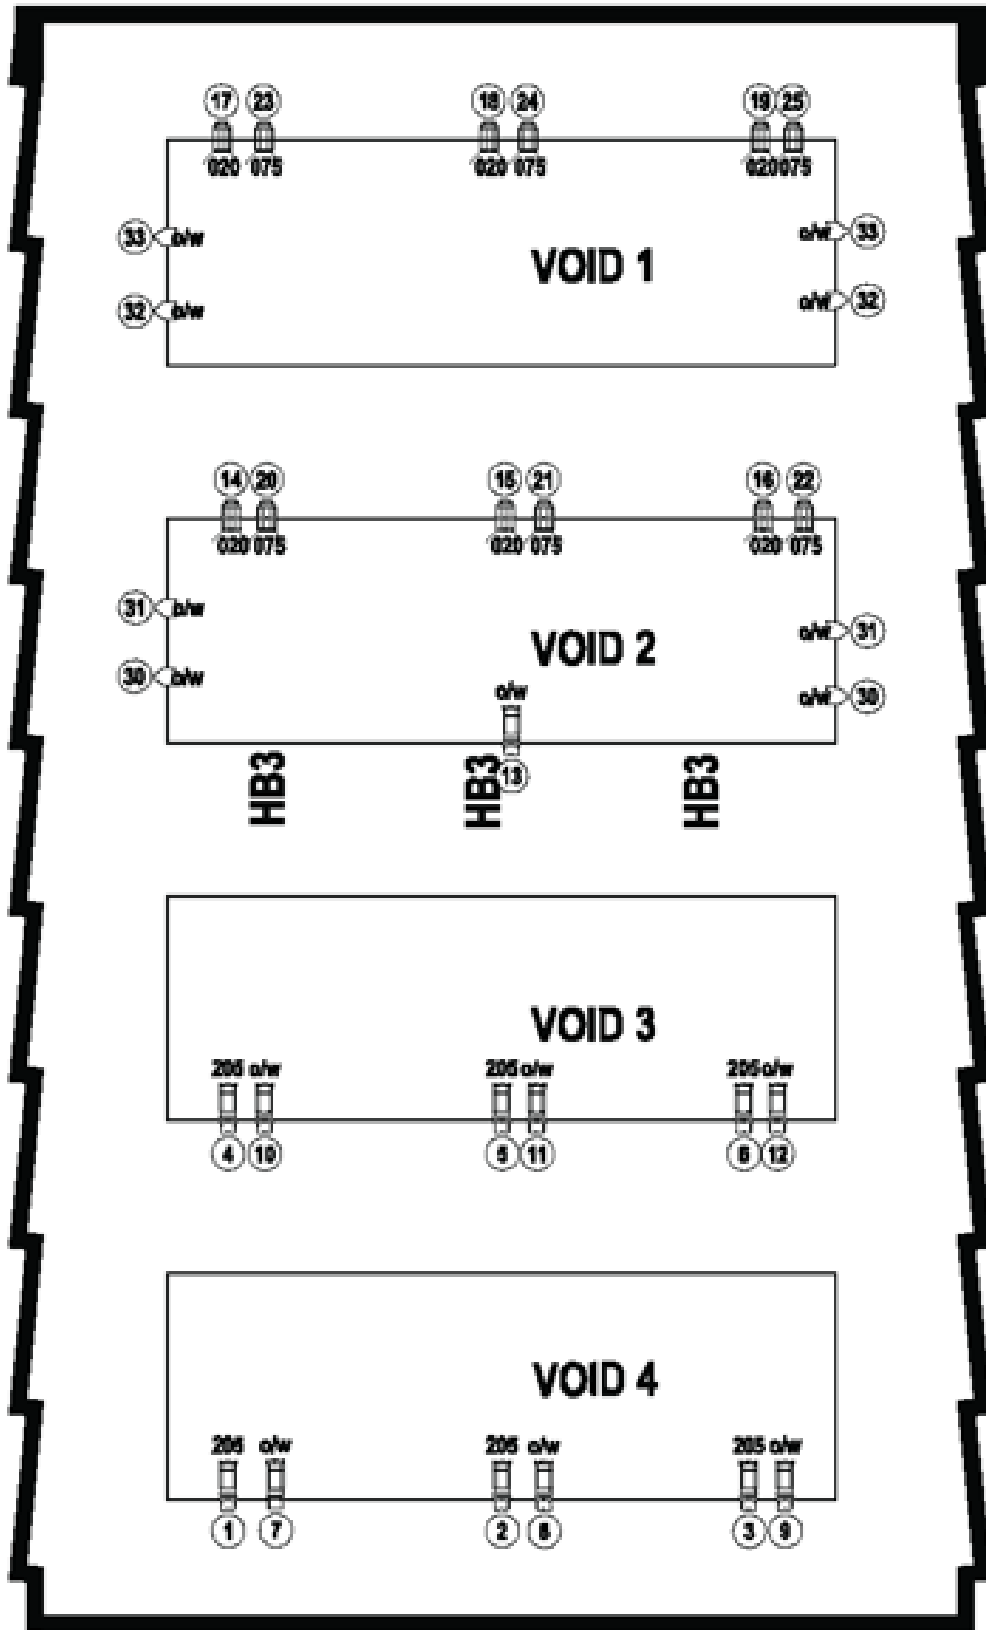 17 23 18 24 19 25
020 075 020 075 020 075
33 o/w o/w 33
VOID 1
32 o/w o/w 32
14 20 15 21 16 22
020 075 020 075 020 075
31 o/w o/w 31
VOID 2
30 o/w o/w 30
o/w
HB3 HB3 13 HB3
VOID 3
205 o/w 205 o/w 205 o/w
4 10 5 11 6 12
VOID 4
205 o/w 205 o/w 205 o/w
1 7 2 8 3 9